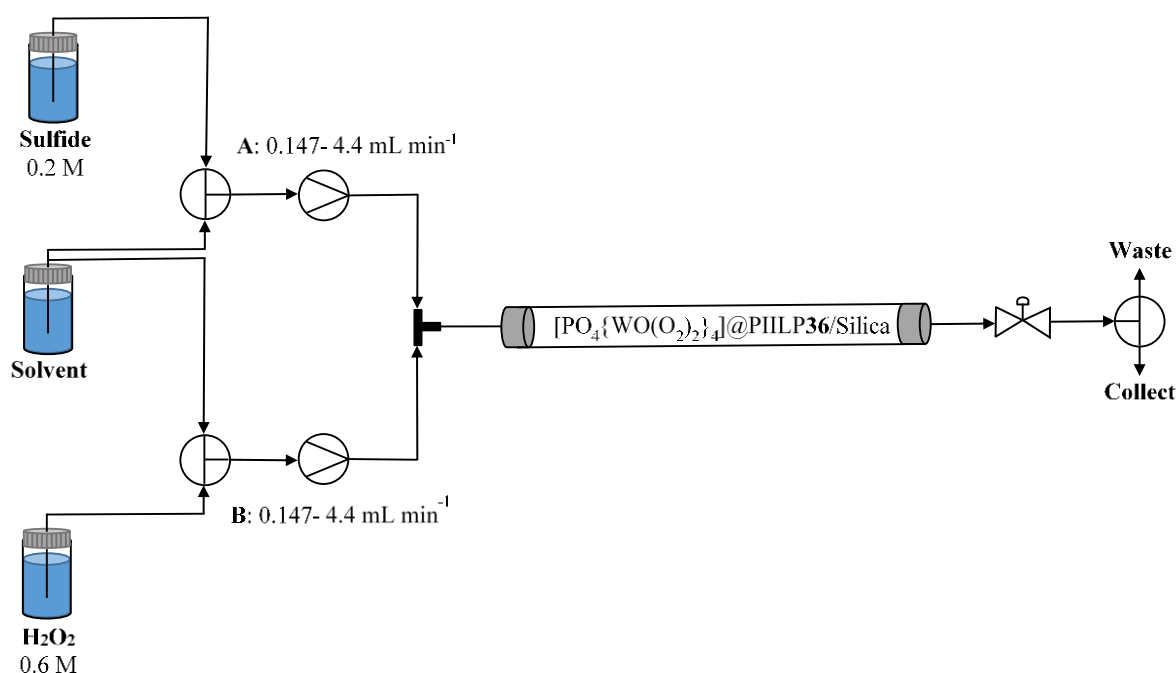 Sulfide
0.2 M
A: 0.147- 4.4 mL min⁻¹
Solvent
[PO₄{WO(O₂)₂}₄]@PIILP36/Silica
Waste
Collect
B: 0.147- 4.4 mL min⁻¹
H₂O₂
0.6 M